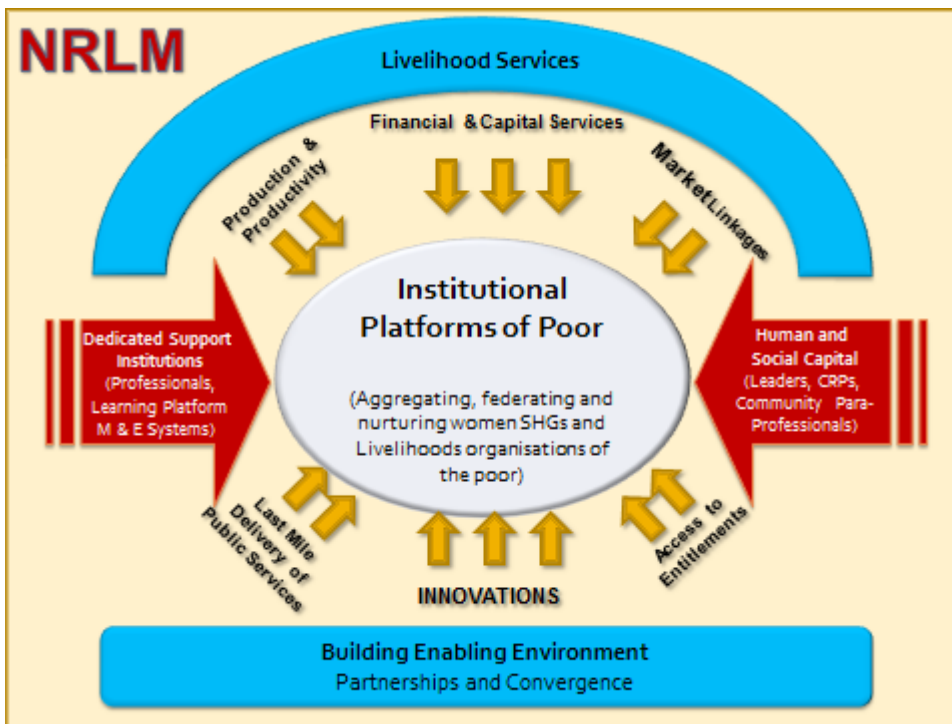 NRLM
Livelihood Services
Financial & Capital Services
Production &
Productivity
Market Linkages
Institutional
Platforms of Poor
(Aggregating, federating and
nurturing women SHGs and
Livelihoods organisations of
the poor)
Dedicated Support
Institutions
(Professionals,
Learning Platform
M & E Systems)
Human and
Social Capital
(Leaders, CRPs,
Community Para-
Professionals)
Last Mile
Delivery of
Public Services
INNOVATIONS
Access to
Entitlements
Building Enabling Environment
Partnerships and Convergence